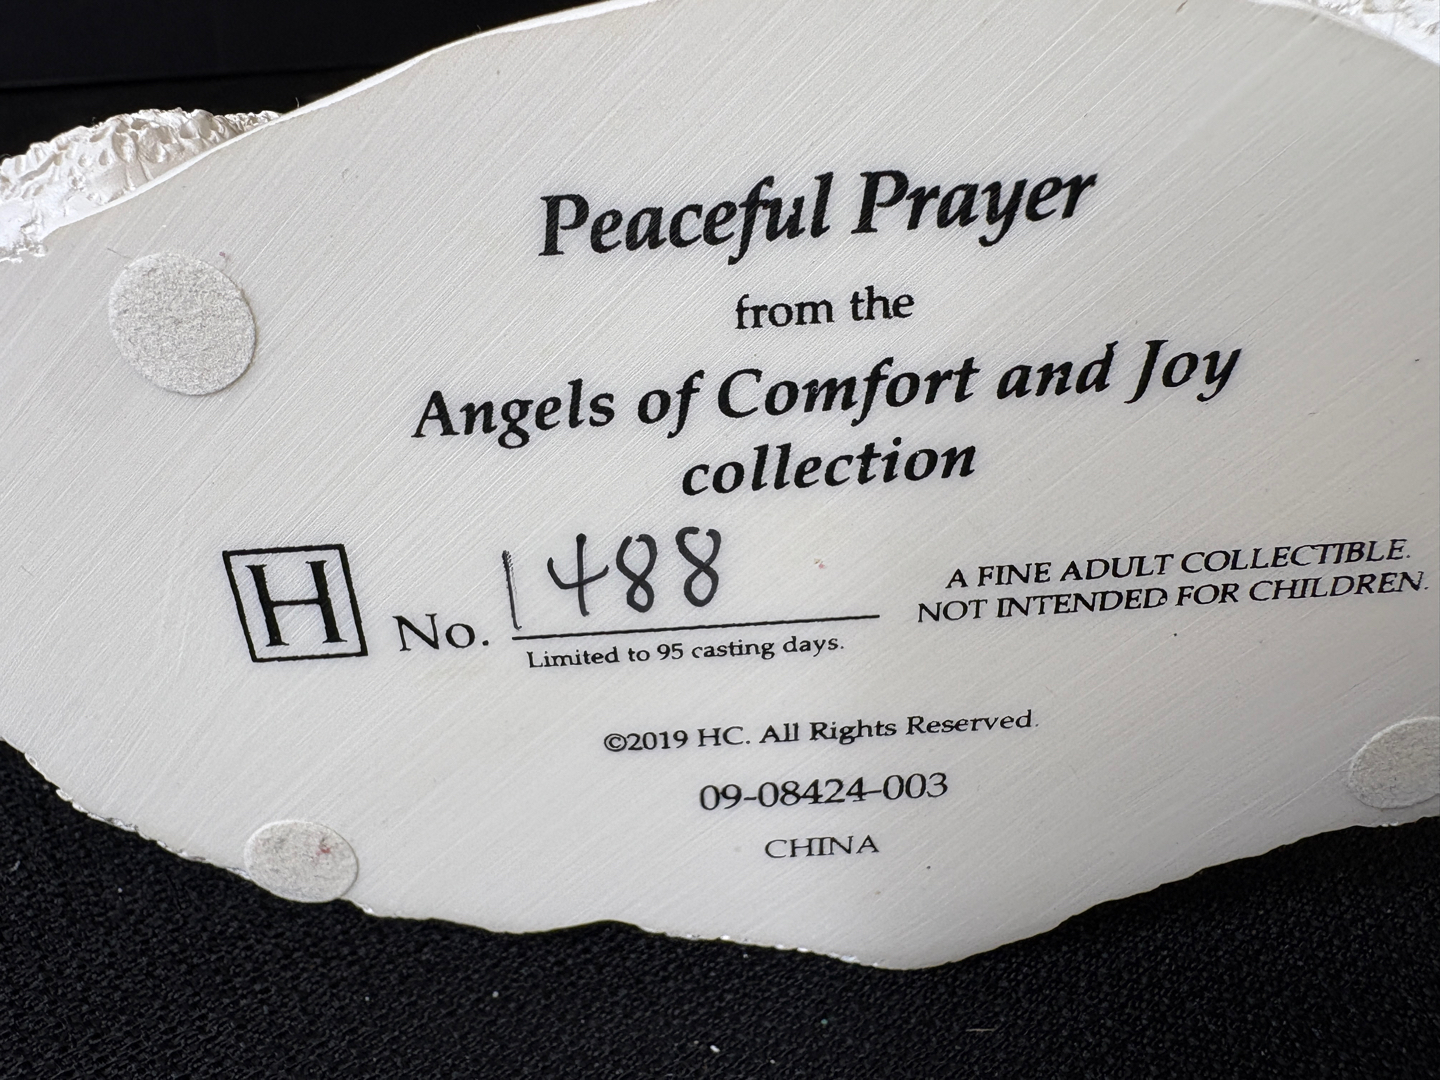 Peaceful Prayer
from the
Angels of Comfort and Joy
collection
H No. 1488
Limited to 95 casting days.
A FINE ADULT COLLECTIBLE.
NOT INTENDED FOR CHILDREN.
©2019 HC. All Rights Reserved.
09-08424-003
CHINA